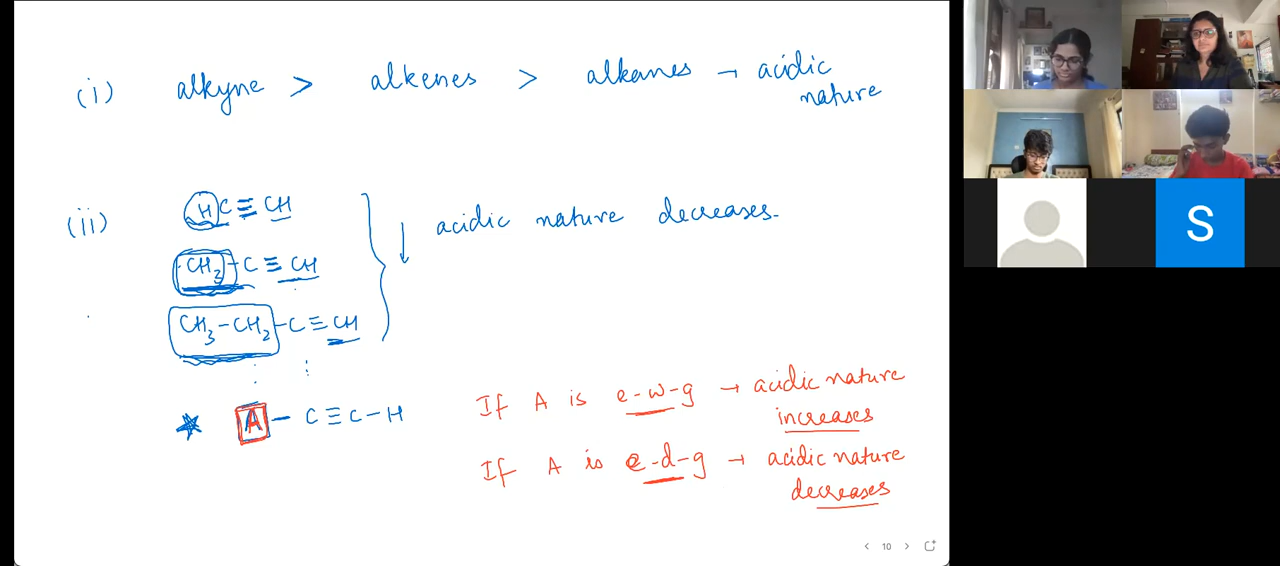 (i) alkyne > alkenes > alkanes → acidic
nature
(ii) HC≡CH
acidic nature decreases.
CH3-C≡CH
CH3-CH2-C≡CH
A-C≡C-H
If A is e-w-g → acidic nature
increases
If A is e-d-g → acidic nature
decreases
< 10 >
S